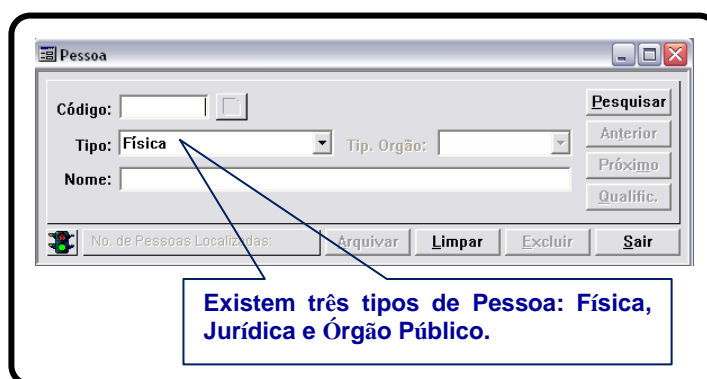 Pessoa
Código: Pesquisar
Tipo: Física Tip. Orgão: Anterior
Próximo
Nome:
Qualific.
No. de Pessoas Localizadas: Arquivar Limpar Excluir Sair
Existem três tipos de Pessoa: Física,
Jurídica e Órgão Público.